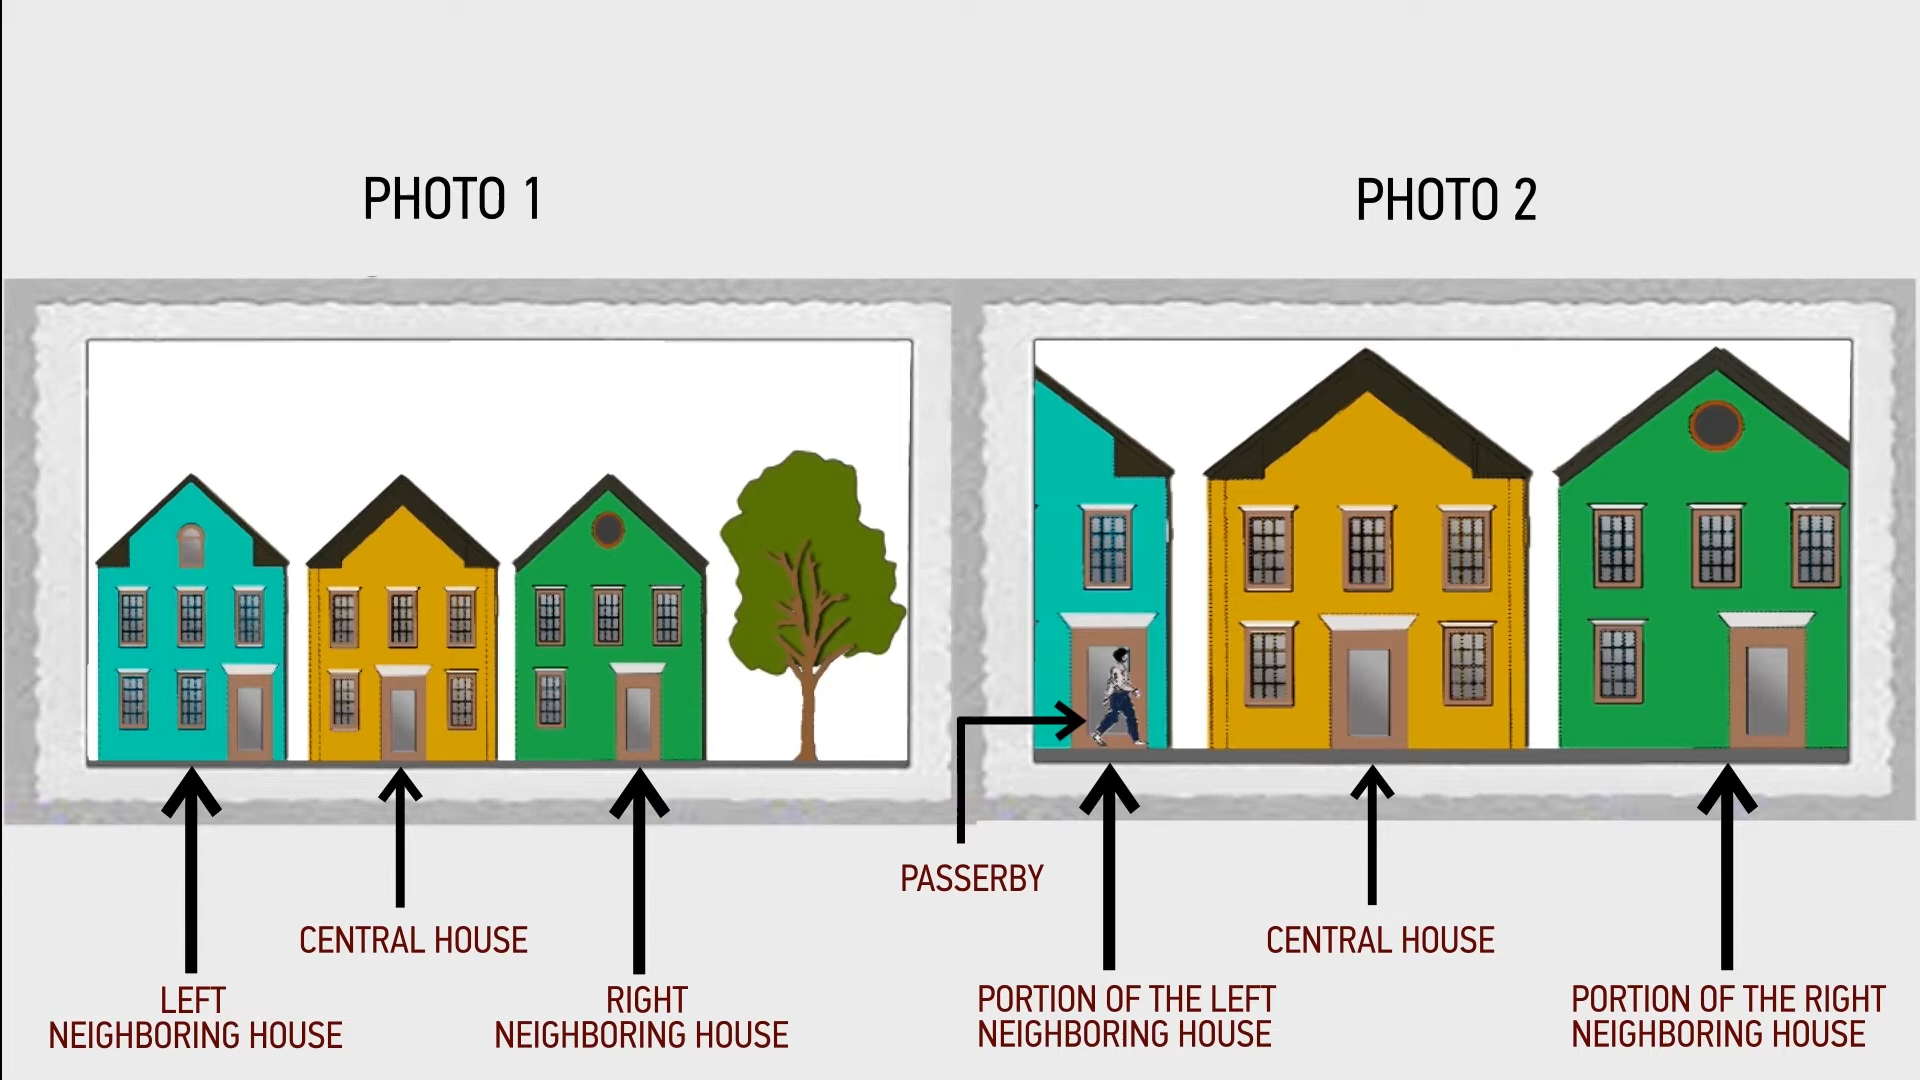 PHOTO 1
PHOTO 2
PASSERBY
CENTRAL HOUSE
CENTRAL HOUSE
LEFT
NEIGHBORING HOUSE
RIGHT
NEIGHBORING HOUSE
PORTION OF THE LEFT
NEIGHBORING HOUSE
PORTION OF THE RIGHT
NEIGHBORING HOUSE